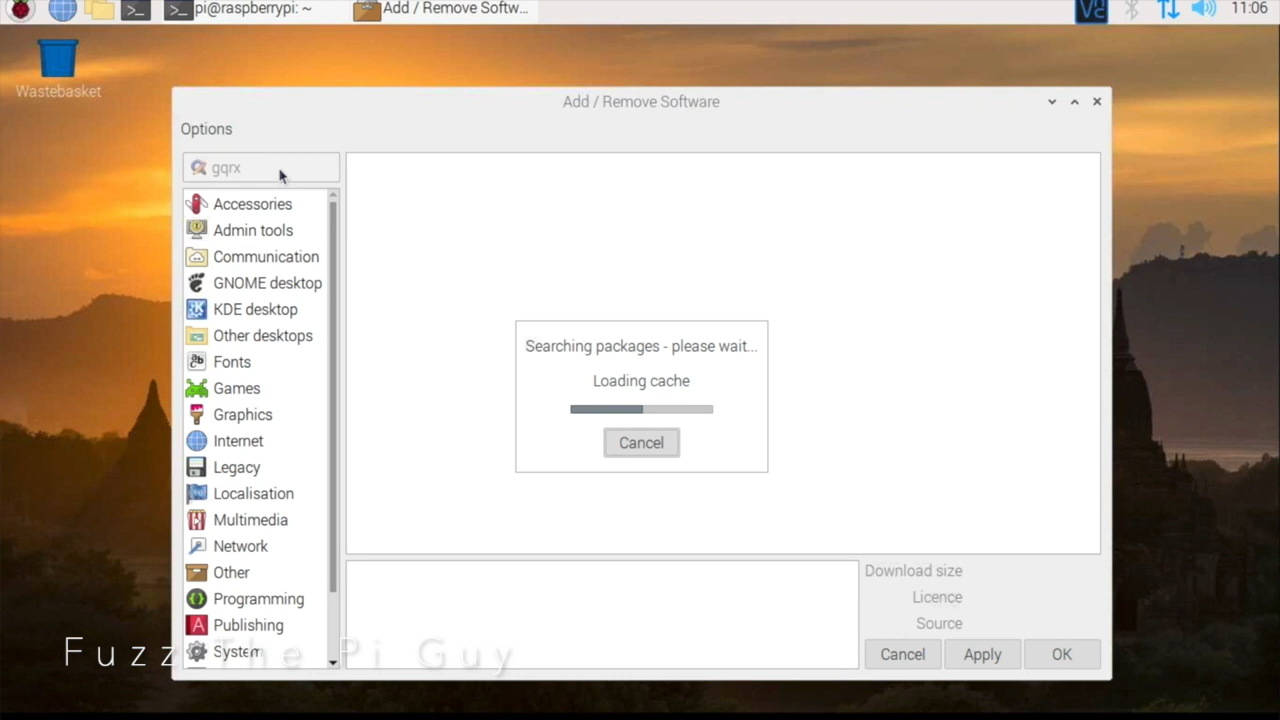 pi@raspberrypi: ~
Add / Remove Softw...
11:06
Wastebasket
Add / Remove Software
Options
gqrx
Accessories
Admin tools
Communication
GNOME desktop
KDE desktop
Other desktops
Fonts
Games
Graphics
Internet
Legacy
Localisation
Multimedia
Network
Other
Programming
Publishing
System
Searching packages - please wait...
Loading cache
Cancel
Download size
Licence
Source
Cancel
Apply
OK
Fuzz The Pi Guy